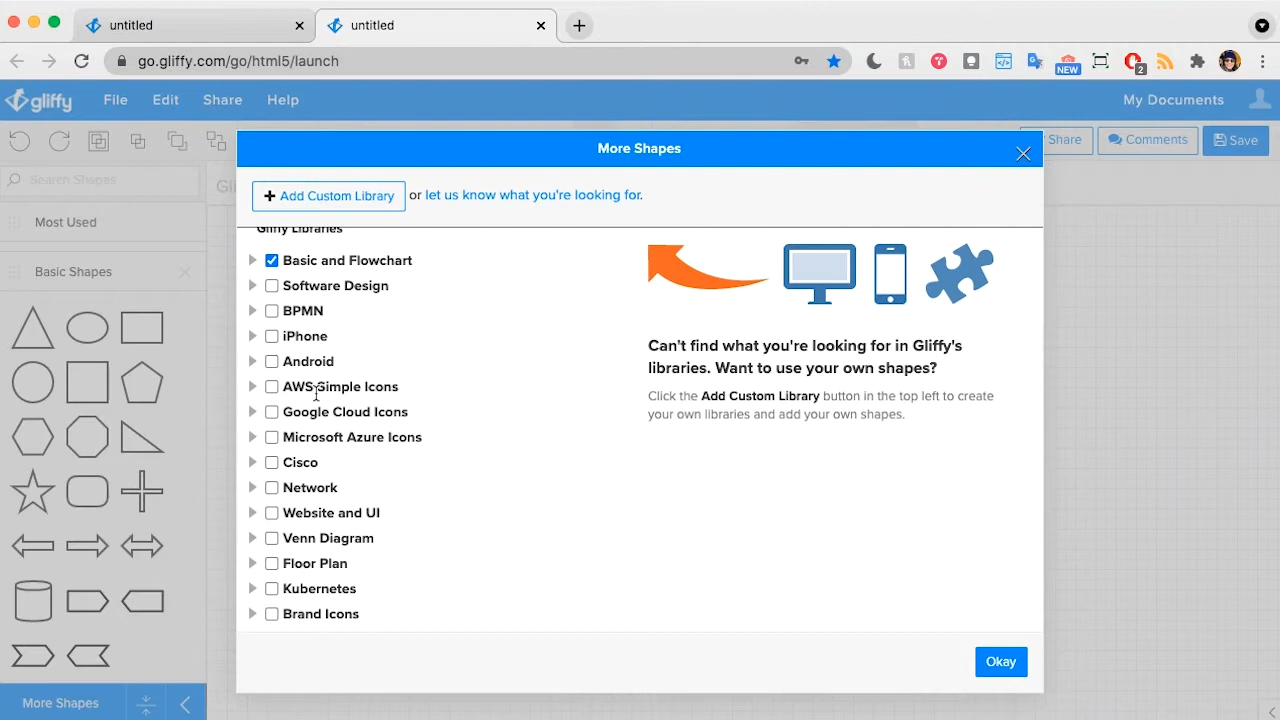 untitled
untitled
go.gliffy.com/go/html5/launch
NEW
2
gliffy
File Edit Share Help
My Documents
More Shapes
Share
Comments
Save
Search Shapes
Gli
Add Custom Library or let us know what you're looking for.
Most Used
Basic Shapes
Gliffy Libraries
Basic and Flowchart
Software Design
BPMN
iPhone
Android
AWS Simple Icons
Google Cloud Icons
Microsoft Azure Icons
Cisco
Network
Website and UI
Venn Diagram
Floor Plan
Kubernetes
Brand Icons
Can't find what you're looking for in Gliffy's
libraries. Want to use your own shapes?
Click the Add Custom Library button in the top left to create
your own libraries and add your own shapes.
Okay
More Shapes